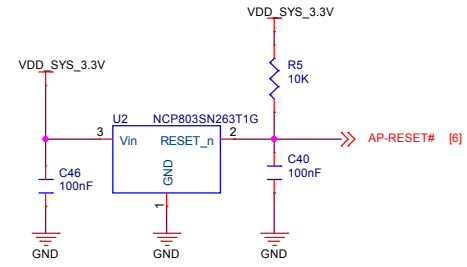 VDD_SYS_3.3V
VDD_SYS_3.3V
R5
10K
U2 NCP803SN263T1G
3 Vin RESET_n 2
AP-RESET# [6]
GND
1
C46
100nF
C40
100nF
GND
GND
GND